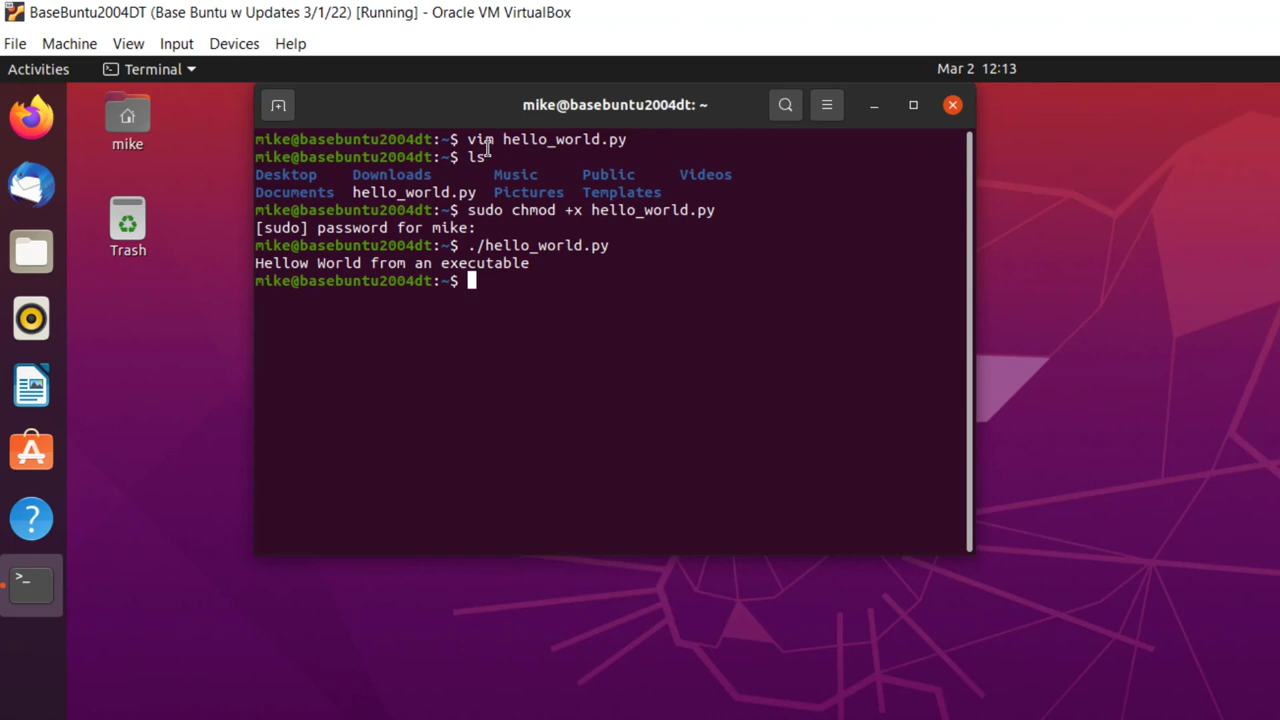 BaseBuntu2004DT (Base Buntu w Updates 3/1/22) [Running] - Oracle VM VirtualBox
File Machine View Input Devices Help
Activities Terminal Mar 2 12:13
mike@basebuntu2004dt: ~
mike
Trash
mike@basebuntu2004dt:~$ vim hello_world.py
mike@basebuntu2004dt:~$ ls
Desktop Downloads Music Public Videos
Documents hello_world.py Pictures Templates
mike@basebuntu2004dt:~$ sudo chmod +x hello_world.py
[sudo] password for mike:
mike@basebuntu2004dt:~$ ./hello_world.py
Hellow World from an executable
mike@basebuntu2004dt:~$